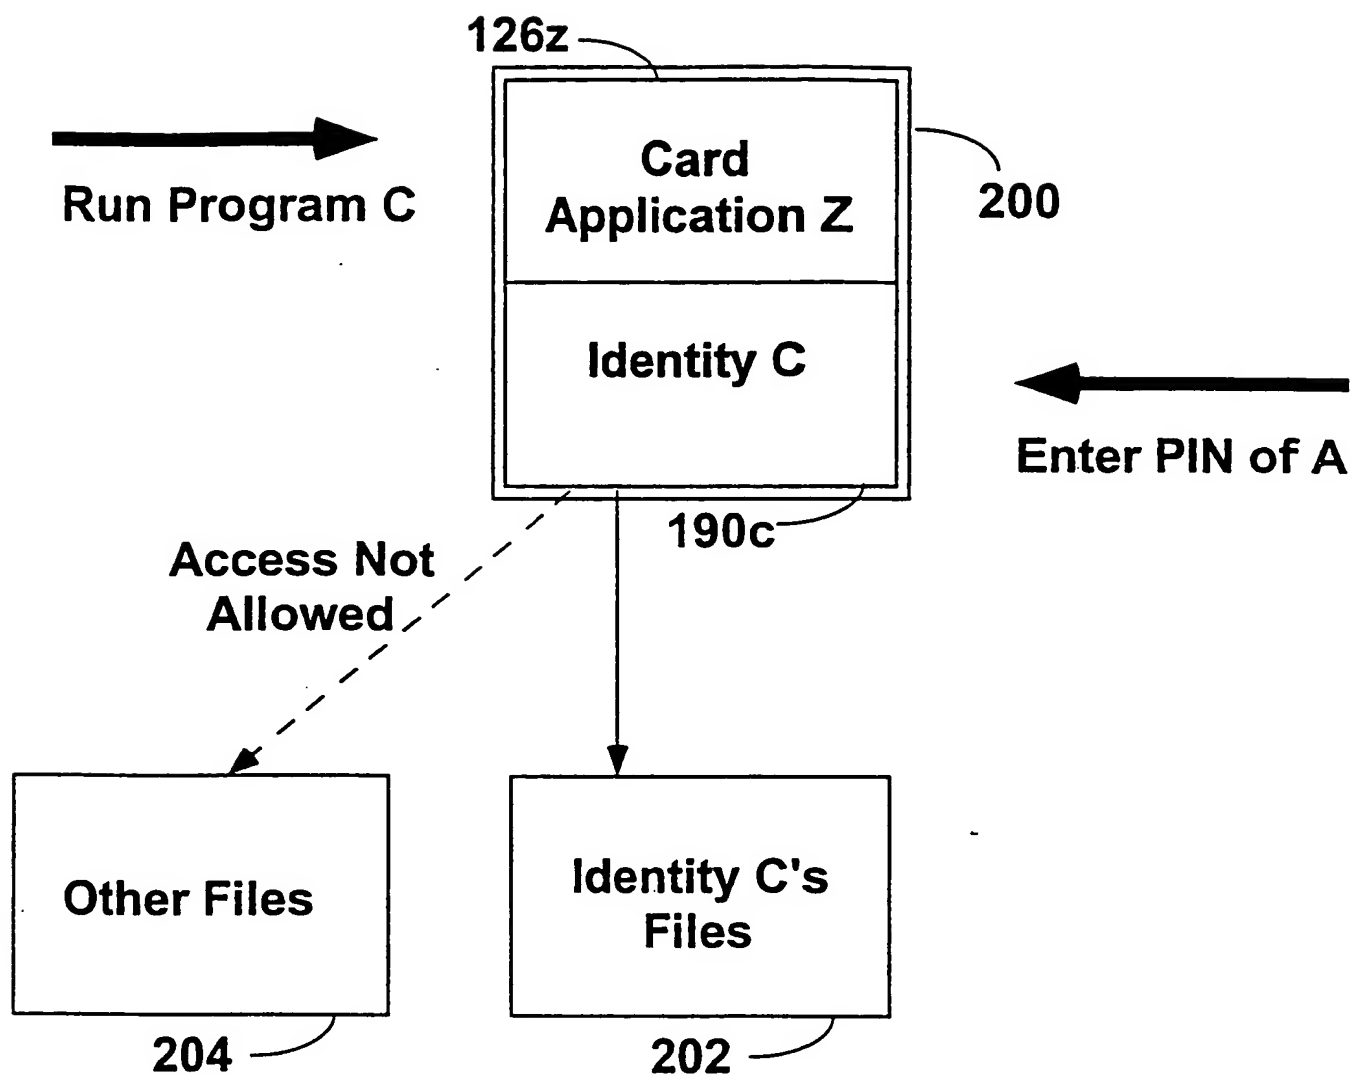 126z
Card
Application Z
200
Run Program C
Identity C
Enter PIN of A
190c
Access Not
Allowed
Other Files
Identity C's
Files
204
202